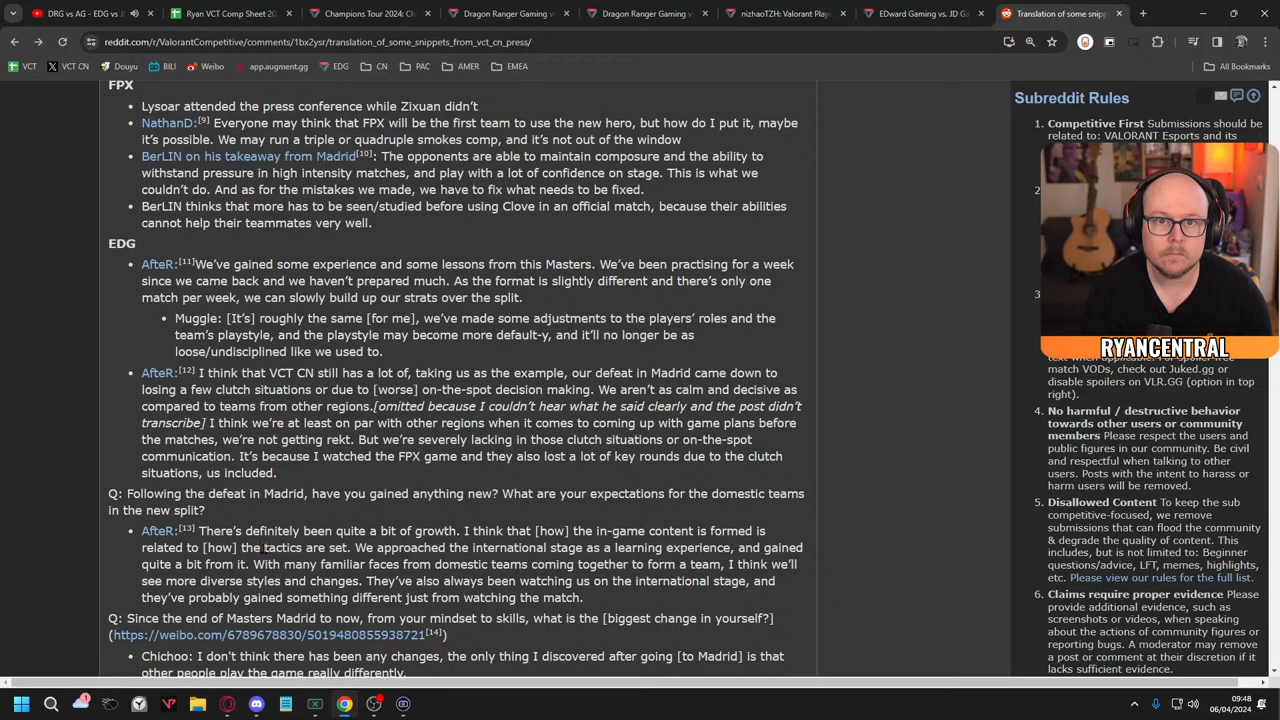 DRG vs AG - EDG vs J
Ryan VCT Comp Sheet 2
Champions Tour 2024: C
Dragon Ranger Gaming v
Dragon Ranger Gaming v
nizhaoTZH: Valorant Playe
EDward Gaming vs. JD Ga
Translation of some snipp
reddit.com/r/ValorantCompetitive/comments/1bx2ysr/translation_of_some_snippets_from_vct_cn_press/
VCT
VCT CN
Douyu
BILI
Weibo
app.augment.gg
EDG
CN
PAC
AMER
EMEA
All Bookmarks
FPX
• Lysoar attended the press conference while Zixuan didn't
• NathanD:[9] Everyone may think that FPX will be the first team to use the new hero, but how do I put it, maybe
it's possible. We may run a triple or quadruple smokes comp, and it's not out of the window
• BerLIN on his takeaway from Madrid[10]: The opponents are able to maintain composure and the ability to
withstand pressure in high intensity matches, and play with a lot of confidence on stage. This is what we
couldn't do. And as for the mistakes we made, we have to fix what needs to be fixed.
• BerLIN thinks that more has to be seen/studied before using Clove in an official match, because their abilities
cannot help their teammates very well.
EDG
• AfteR:[11]We've gained some experience and some lessons from this Masters. We've been practising for a week
since we came back and we haven't prepared much. As the format is slightly different and there's only one
match per week, we can slowly build up our strats over the split.
• Muggle: [It's] roughly the same [for me], we've made some adjustments to the players' roles and the
team's playstyle, and the playstyle may become more default-y, and it'll no longer be as
loose/undisciplined like we used to.
• AfteR:[12] I think that VCT CN still has a lot of, taking us as the example, our defeat in Madrid came down to
losing a few clutch situations or due to [worse] on-the-spot decision making. We aren't as calm and decisive as
compared to teams from other regions.[omitted because I couldn't hear what he said clearly and the post didn't
transcribe] I think we're at least on par with other regions when it comes to coming up with game plans before
the matches, we're not getting rekt. But we're severely lacking in those clutch situations or on-the-spot
communication. It's because I watched the FPX game and they also lost a lot of key rounds due to the clutch
situations, us included.
Q: Following the defeat in Madrid, have you gained anything new? What are your expectations for the domestic teams
in the new split?
• AfteR:[13] There's definitely been quite a bit of growth. I think that [how] the in-game content is formed is
related to [how] the tactics are set. We approached the international stage as a learning experience, and gained
quite a bit from it. With many familiar faces from domestic teams coming together to form a team, I think we'll
see more diverse styles and changes. They've also always been watching us on the international stage, and
they've probably gained something different just from watching the match.
Q: Since the end of Masters Madrid to now, from your mindset to skills, what is the [biggest change in yourself?]
(https://weibo.com/6789678830/5019480855938721[14])
• Chichoo: I don't think there has been any changes, the only thing I discovered after going [to Madrid] is that
other people play the game really differently.
Subreddit Rules
1. Competitive First Submissions should be
related to: VALORANT Esports and its
2
3
RYANCENTRAL
match VODs, check out Juked.gg or
disable spoilers on VLR.GG (option in top
right).
4. No harmful / destructive behavior
towards other users or community
members Please respect the users and
public figures in our community. Be civil
and respectful when talking to other
users. Posts with the intent to harass or
harm users will be removed.
5. Disallowed Content To keep the sub
competitive-focused, we remove
submissions that can flood the community
& degrade the quality of content. This
includes, but is not limited to: Beginner
questions/advice, LFT, memes, highlights,
etc. Please view our rules for the full list.
6. Claims require proper evidence Please
provide additional evidence, such as
screenshots or videos, when speaking
about the actions of community figures or
reporting bugs. A moderator may remove
a post or comment at their discretion if it
lacks sufficient evidence.
09:48
06/04/2024